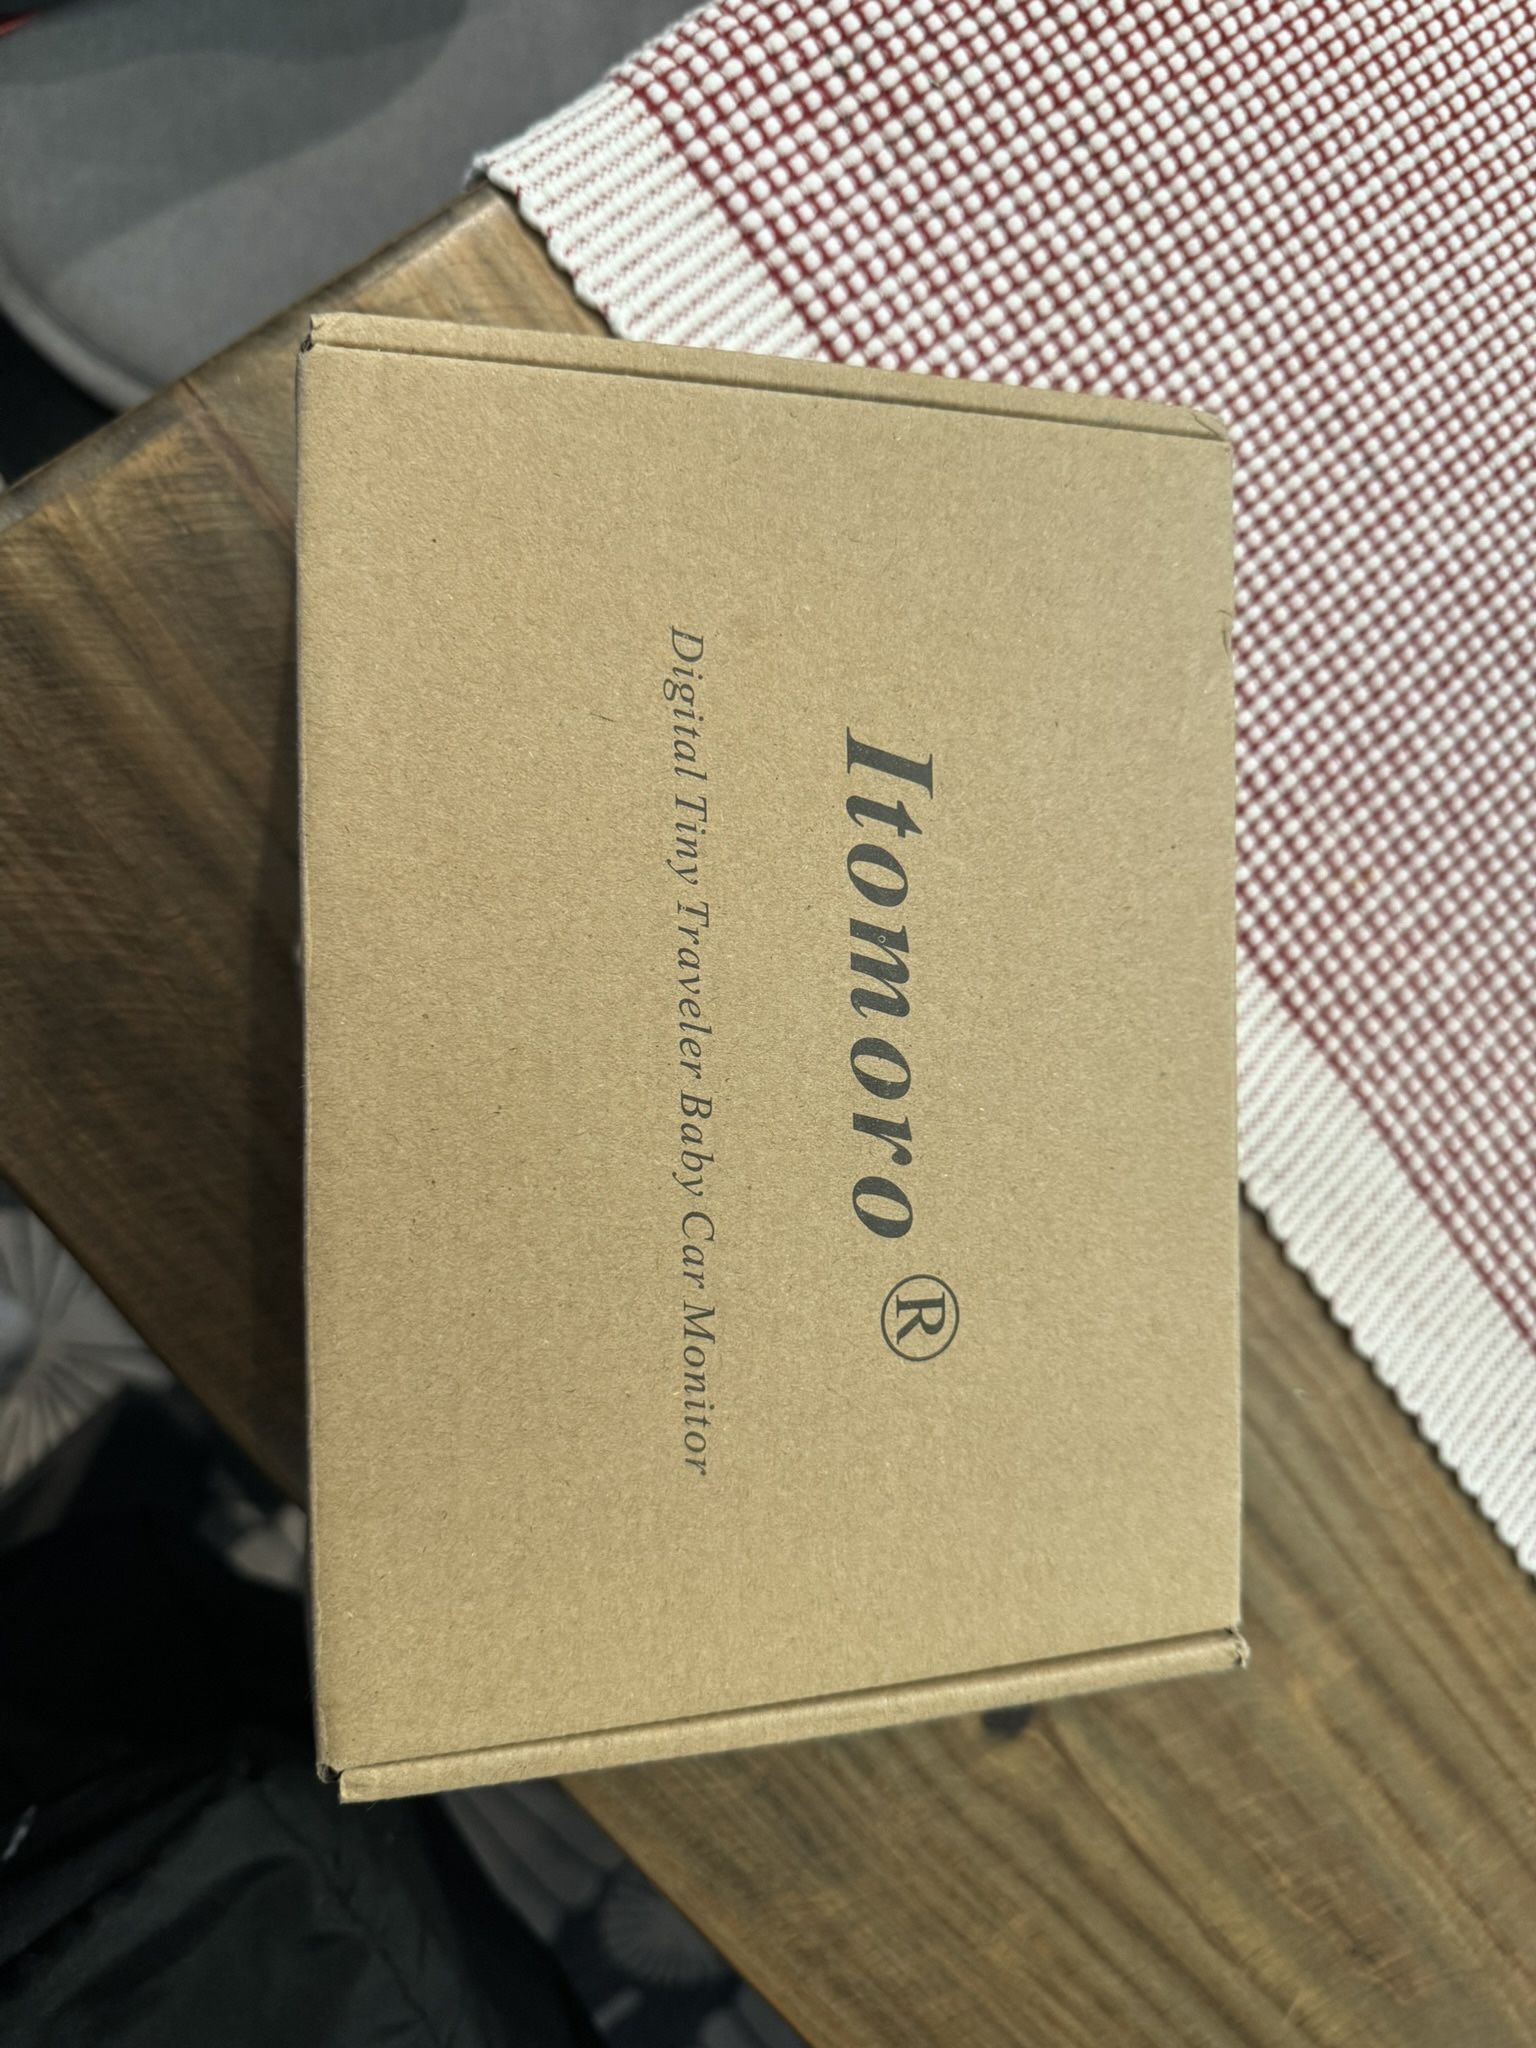 Itomoro ®
Digital Tiny Traveler Baby Car Monitor